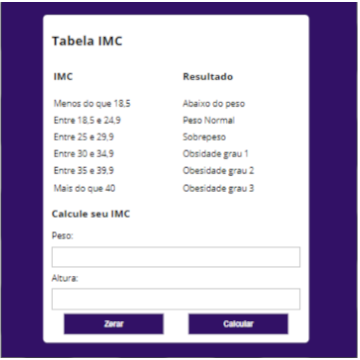 Tabela IMC
IMC Resultado
Menos do que 18,5 Abaixo do peso
Entre 18,5 e 24,9 Peso Normal
Entre 25 e 29,9 Sobrepeso
Entre 30 e 34,9 Obsidade grau 1
Entre 35 e 39,9 Obesidade grau 2
Mais do que 40 Obesidade grau 3
Calcule seu IMC
Peso:
Altura:
Zerar Calcular